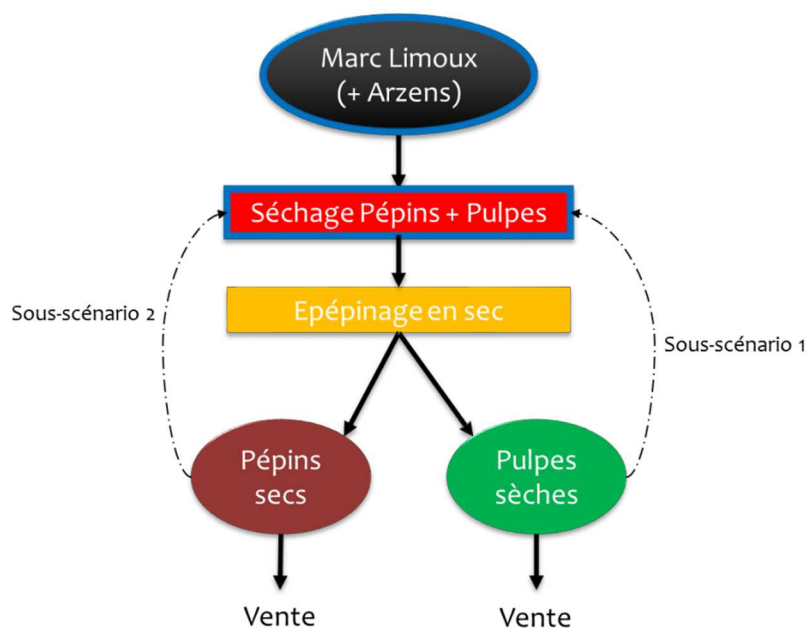 Marc Limoux
(+ Arzens)
Séchage Pépins + Pulpes
Epépinage en sec
Sous-scénario 2
Sous-scénario 1
Pépins
secs
Pulpes
sèches
Vente
Vente